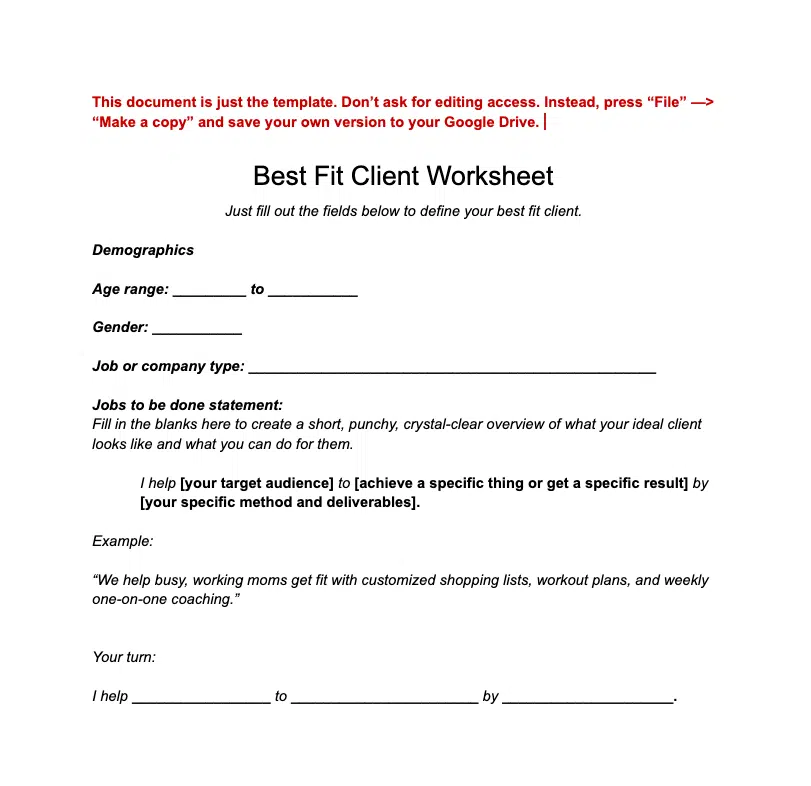 This document is just the template. Don’t ask for editing access. Instead, press “File” —>
“Make a copy” and save your own version to your Google Drive.
Best Fit Client Worksheet
Just fill out the fields below to define your best fit client.
Demographics
Age range: _________ to ___________
Gender: ___________
Job or company type: __________________________________________________
Jobs to be done statement:
Fill in the blanks here to create a short, punchy, crystal-clear overview of what your ideal client
looks like and what you can do for them.
I help [your target audience] to [achieve a specific thing or get a specific result] by
[your specific method and deliverables].
Example:
“We help busy, working moms get fit with customized shopping lists, workout plans, and weekly
one-on-one coaching.”
Your turn:
I help _________________ to _______________________ by _____________________.